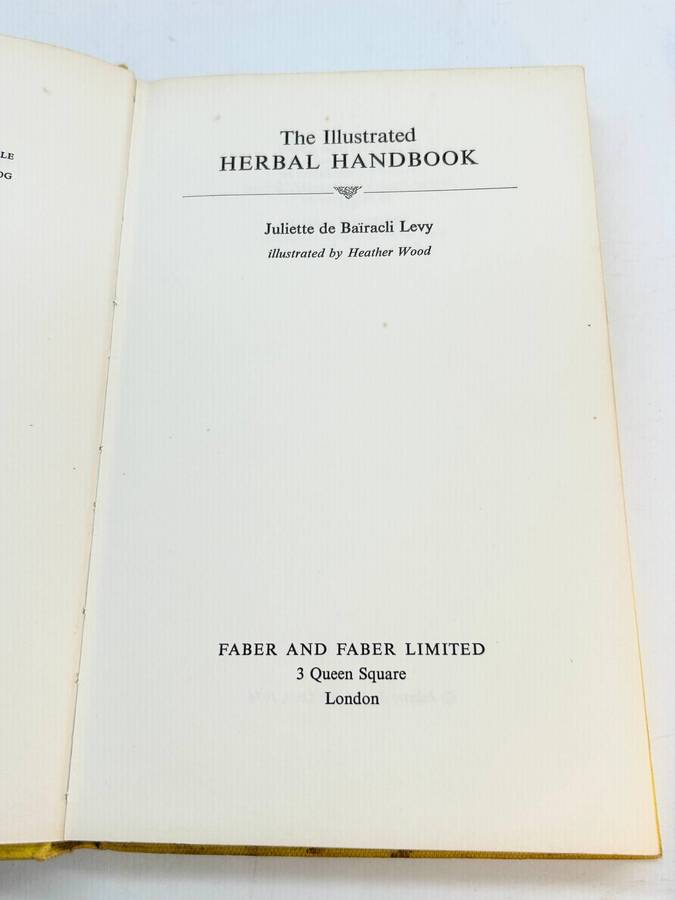 The Illustrated
HERBAL HANDBOOK
Juliette de Baïracli Levy
illustrated by Heather Wood
FABER AND FABER LIMITED
3 Queen Square
London